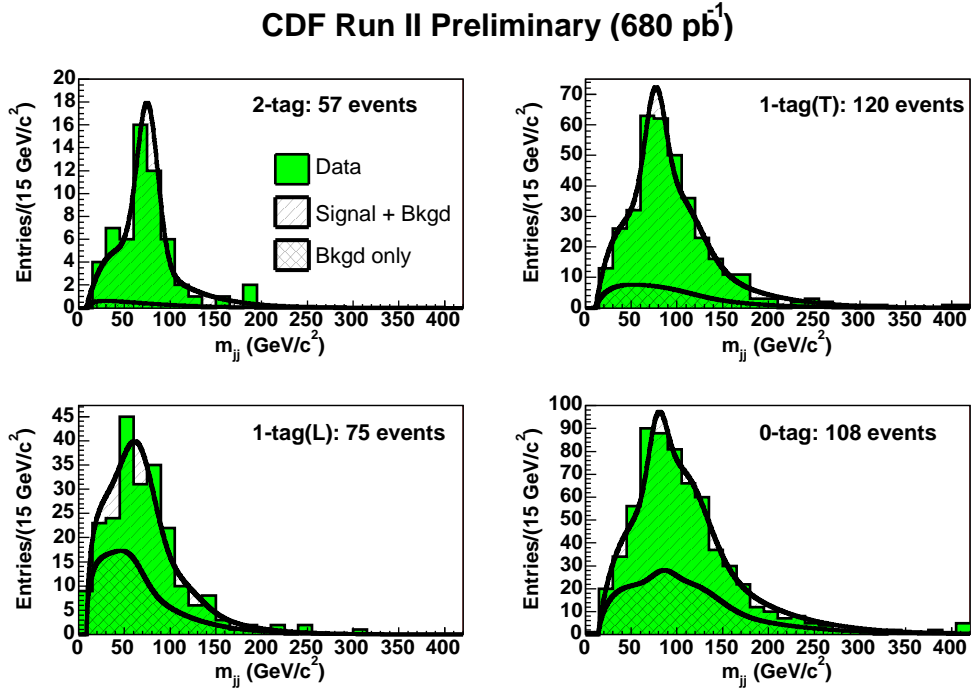 CDF Run II Preliminary (680 pb⁻¹)
2-tag: 57 events
Data
Signal + Bkgd
Bkgd only
Entries/(15 GeV/c²)
0
2
4
6
8
10
12
14
16
18
20
0 50 100 150 200 250 300 350 400
m_jj (GeV/c²)
1-tag(T): 120 events
Entries/(15 GeV/c²)
0
10
20
30
40
50
60
70
0 50 100 150 200 250 300 350 400
m_jj (GeV/c²)
1-tag(L): 75 events
Entries/(15 GeV/c²)
0
5
10
15
20
25
30
35
40
45
0 50 100 150 200 250 300 350 400
m_jj (GeV/c²)
0-tag: 108 events
Entries/(15 GeV/c²)
0
10
20
30
40
50
60
70
80
90
100
0 50 100 150 200 250 300 350 400
m_jj (GeV/c²)